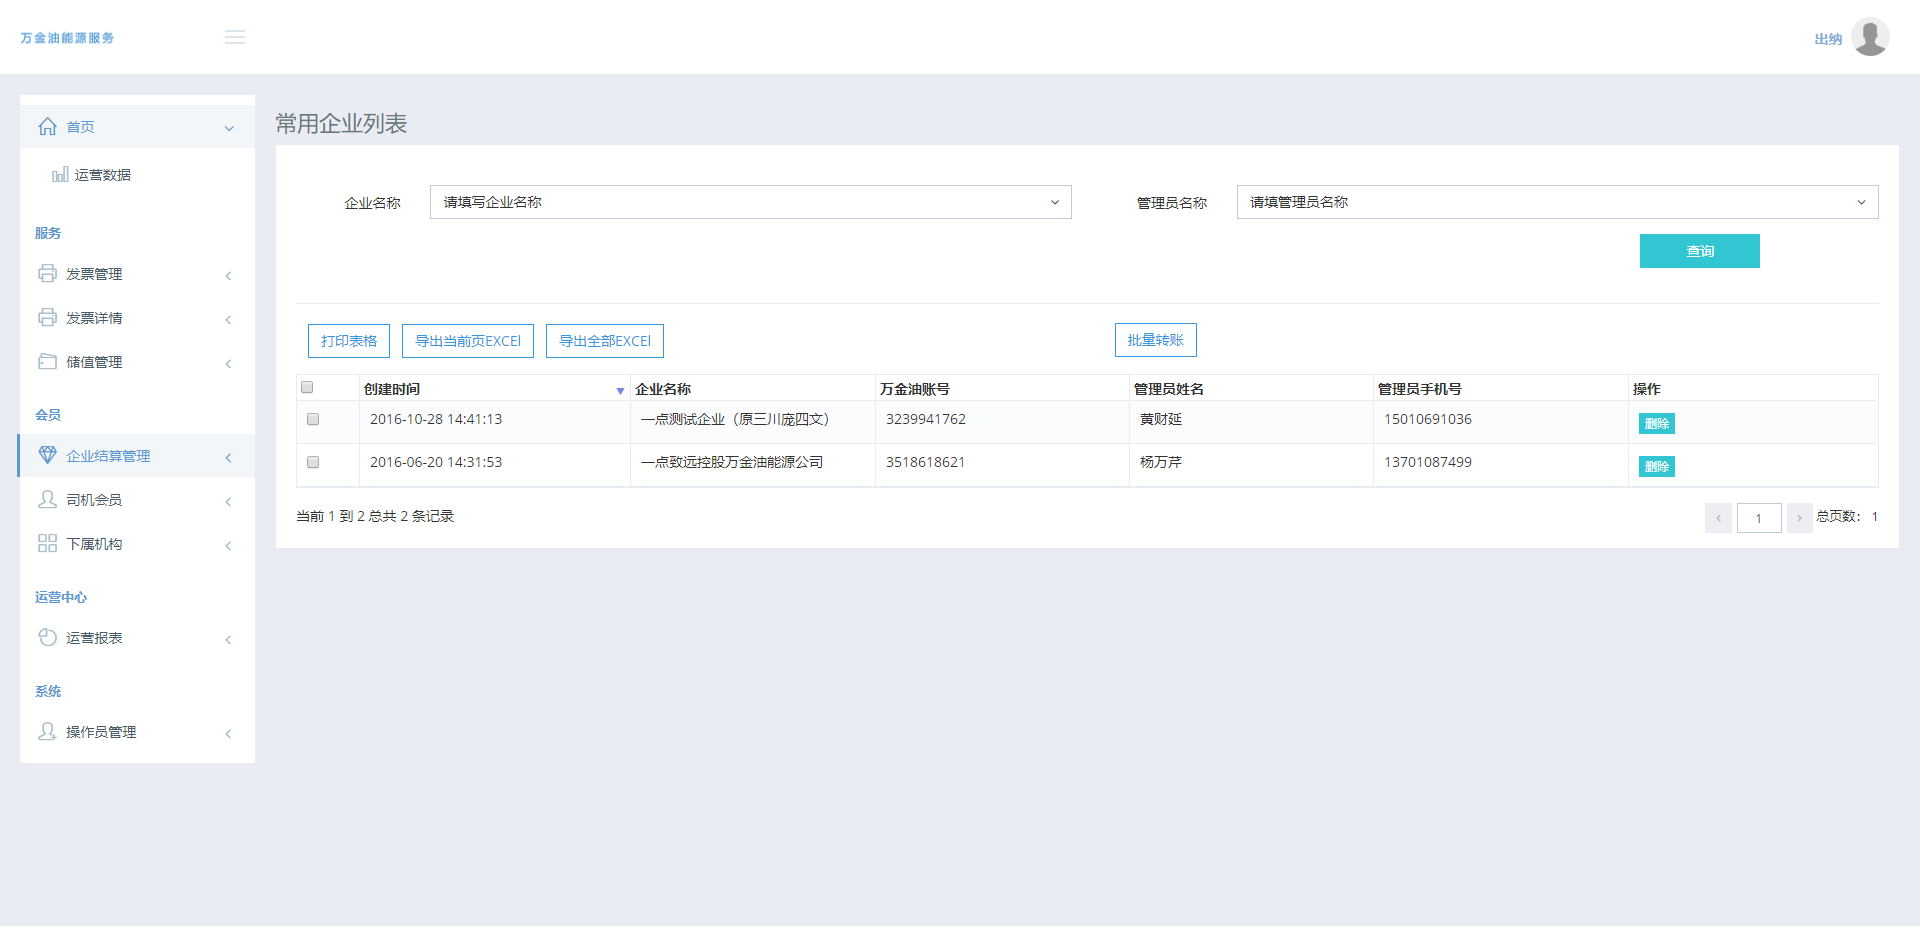 万金油能源服务
出纳
首页
运营数据
服务
发票管理
发票详情
储值管理
会员
企业结算管理
司机会员
下属机构
运营中心
运营报表
系统
操作员管理
常用企业列表
企业名称 请填写企业名称 管理员名称 请填管理员名称
查询
打印表格 导出当前页EXCEl 导出全部EXCEl 批量转账
创建时间 企业名称 万金油账号 管理员姓名 管理员手机号 操作
2016-10-28 14:41:13 一点测试企业（原三川庞四文） 3239941762 黄财延 15010691036 删除
2016-06-20 14:31:53 一点致远控股万金油能源公司 3518618621 杨万芹 13701087499 删除
当前 1 到 2 总共 2 条记录 1 总页数： 1